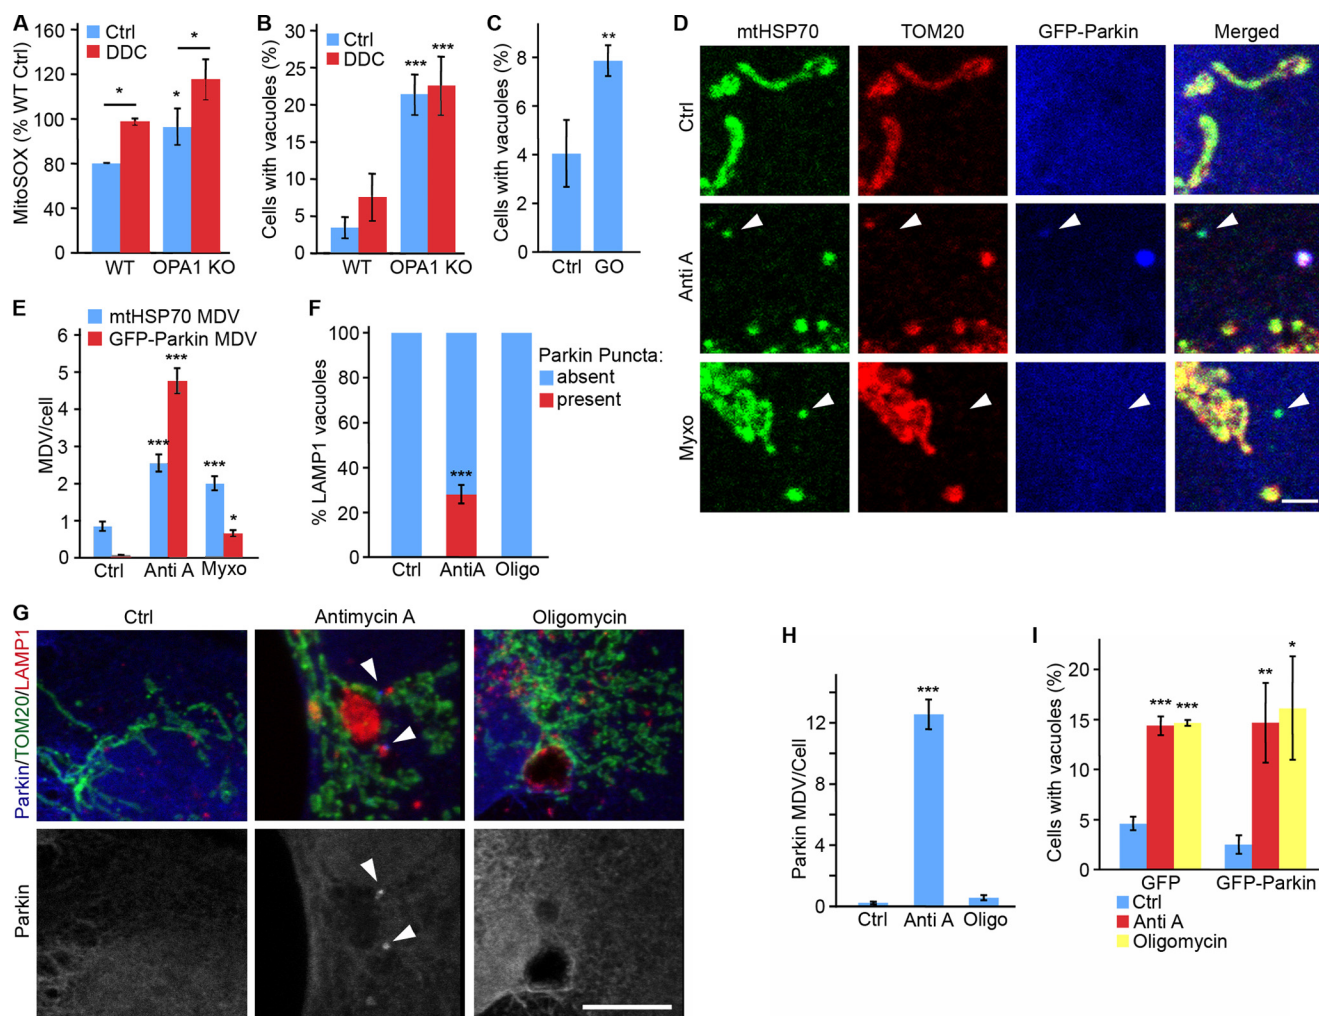 A
MitoSOX (% WT Ctrl)
160
120
100
80
40
0
Ctrl
DDC
*
*
*
WT
OPA1 KO
B
Cells with vacuoles (%)
30
25
20
15
10
5
0
Ctrl
DDC
***
***
WT
OPA1 KO
C
Cells with vacuoles (%)
8
6
4
2
0
**
Ctrl
GO
D
mtHSP70
TOM20
GFP-Parkin
Merged
Ctrl
Anti A
Myxo
E
mtHSP70 MDV
GFP-Parkin MDV
MDV/cell
6
5
4
3
2
1
0
***
***
***
*
Ctrl
Anti A
Myxo
F
% LAMP1 vacuoles
100
80
60
40
20
0
***
Ctrl
AntiA
Oligo
Parkin Puncta:
absent
present
G
Ctrl
Antimycin A
Oligomycin
Parkin/TOM20/LAMP1
Parkin
H
Parkin MDV/Cell
12
8
4
0
***
Ctrl
Anti A
Oligo
I
Cells with vacuoles (%)
20
15
10
5
0
***
***
**
*
GFP
GFP-Parkin
Ctrl
Anti A
Oligomycin